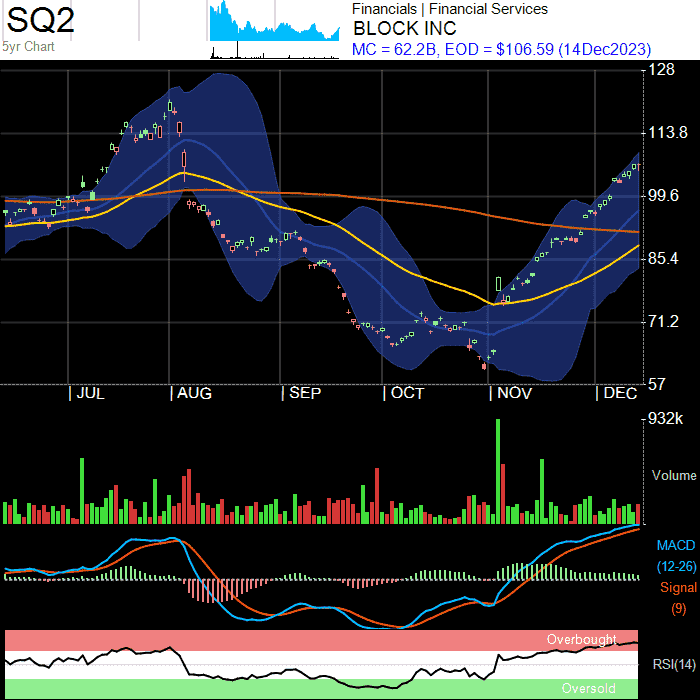 SQ2
5yr Chart
Financials | Financial Services
BLOCK INC
MC = 62.2B, EOD = $106.59 (14Dec2023)
128
113.8
99.6
85.4
71.2
57
| JUL | AUG | SEP | OCT | NOV | DEC
932k
Volume
MACD
(12-26)
Signal
(9)
Overbought
RSI(14)
Oversold